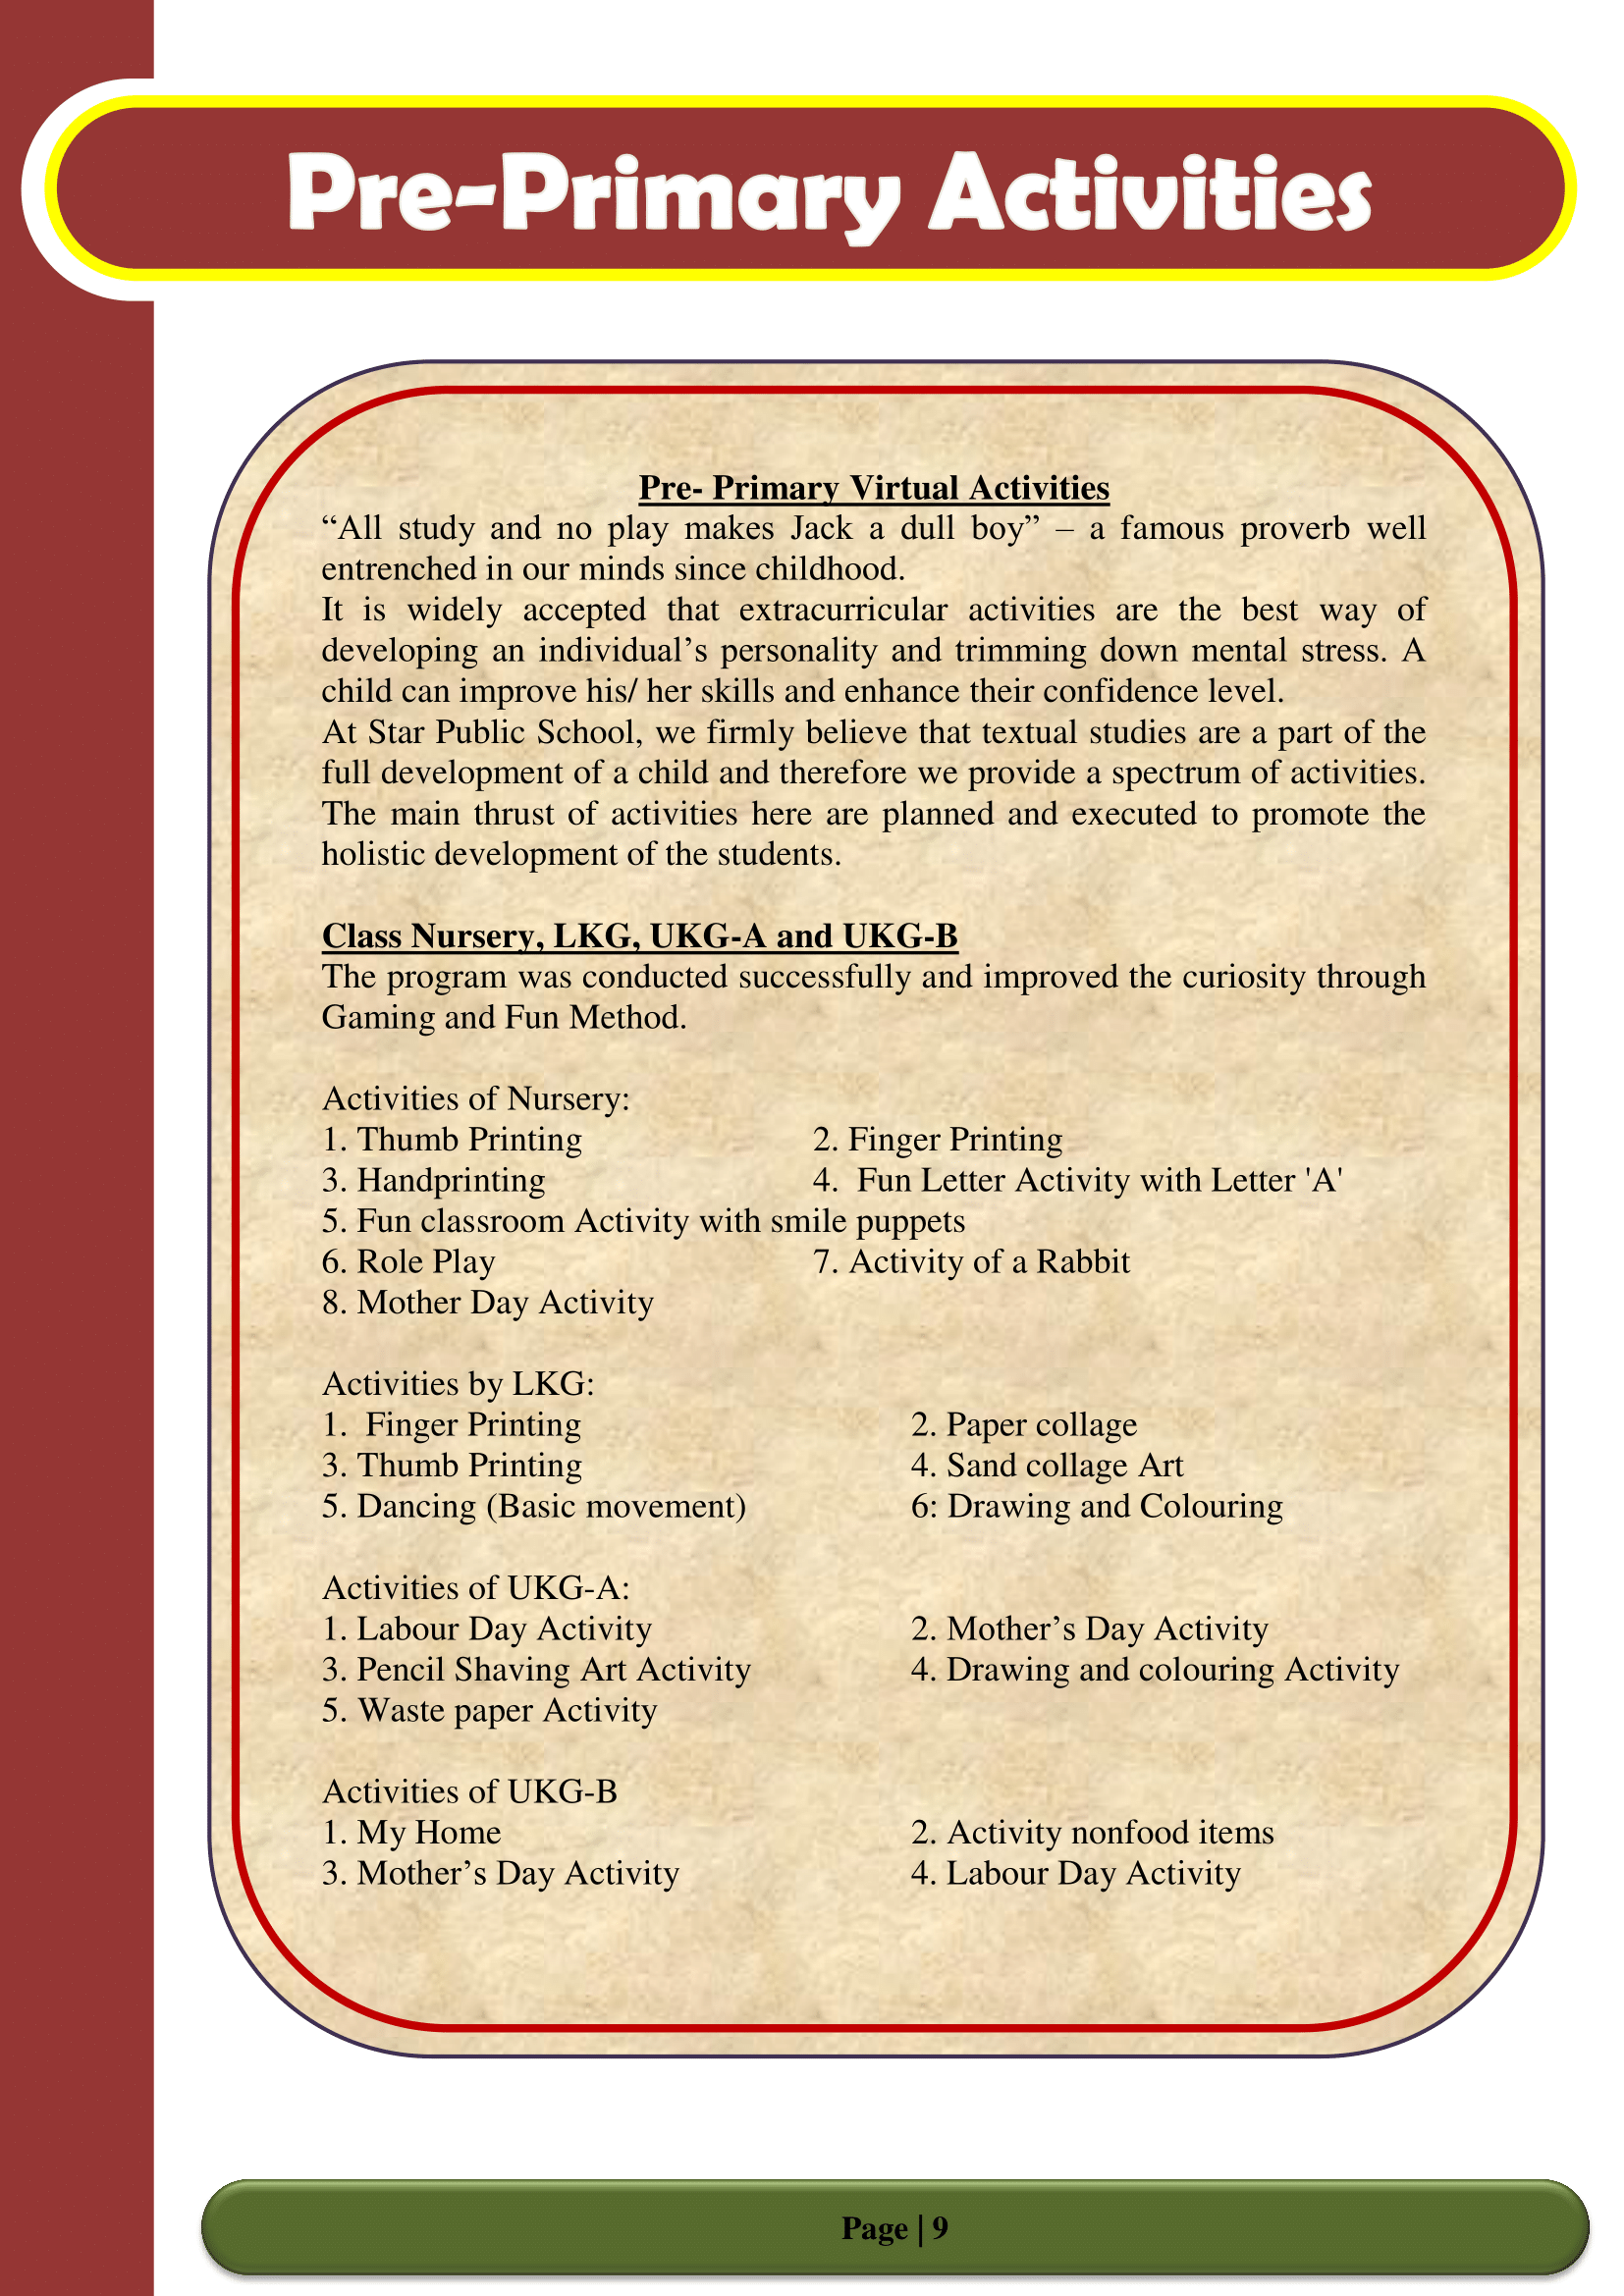 Pre-Primary Activities
Pre- Primary Virtual Activities
“All study and no play makes Jack a dull boy” – a famous proverb well
entrenched in our minds since childhood.
It is widely accepted that extracurricular activities are the best way of
developing an individual’s personality and trimming down mental stress. A
child can improve his/ her skills and enhance their confidence level.
At Star Public School, we firmly believe that textual studies are a part of the
full development of a child and therefore we provide a spectrum of activities.
The main thrust of activities here are planned and executed to promote the
holistic development of the students.
Class Nursery, LKG, UKG-A and UKG-B
The program was conducted successfully and improved the curiosity through
Gaming and Fun Method.
Activities of Nursery:
1. Thumb Printing 2. Finger Printing
3. Handprinting 4.  Fun Letter Activity with Letter 'A'
5. Fun classroom Activity with smile puppets
6. Role Play 7. Activity of a Rabbit
8. Mother Day Activity
Activities by LKG:
1.  Finger Printing 2. Paper collage
3. Thumb Printing 4. Sand collage Art
5. Dancing (Basic movement) 6: Drawing and Colouring
Activities of UKG-A:
1. Labour Day Activity 2. Mother’s Day Activity
3. Pencil Shaving Art Activity 4. Drawing and colouring Activity
5. Waste paper Activity
Activities of UKG-B
1. My Home 2. Activity nonfood items
3. Mother’s Day Activity 4. Labour Day Activity
Page | 9